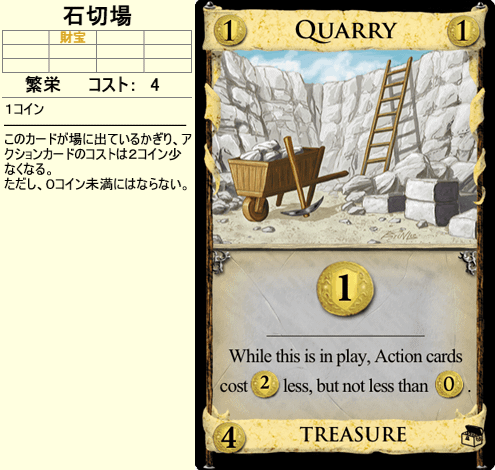 石切場
財宝
繁栄 コスト： 4
１コイン
このカードが場に出ているかぎり、ア
クションカードのコストは２コイン少
なくなる。
ただし、０コイン未満にはならない。
1 QUARRY 1
1
While this is in play, Action cards
cost 2 less, but not less than 0.
4 TREASURE